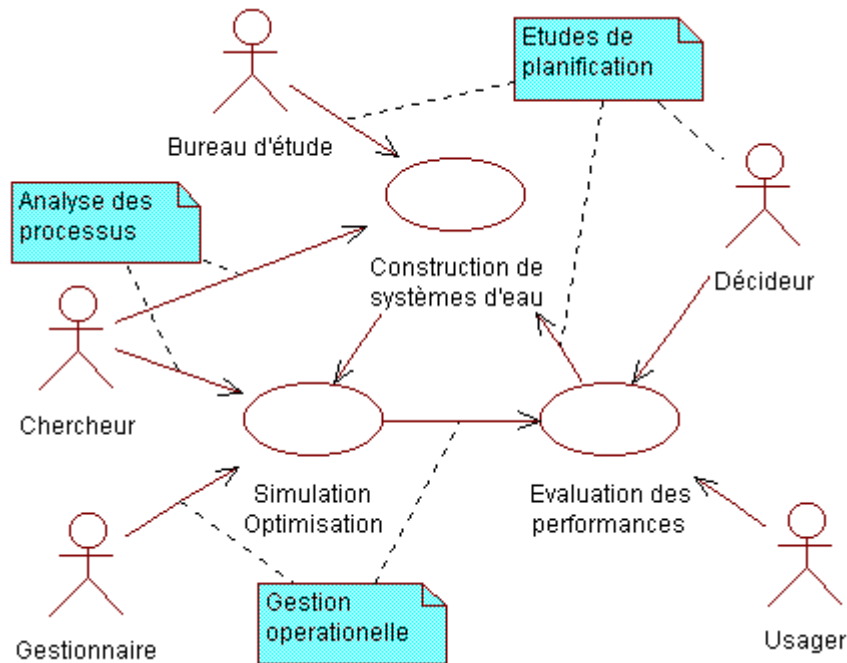 Etudes de
planification
Bureau d'étude
Analyse des
processus
Construction de
systèmes d'eau
Décideur
Chercheur
Simulation
Optimisation
Evaluation des
performances
Gestion
operationelle
Gestionnaire
Usager